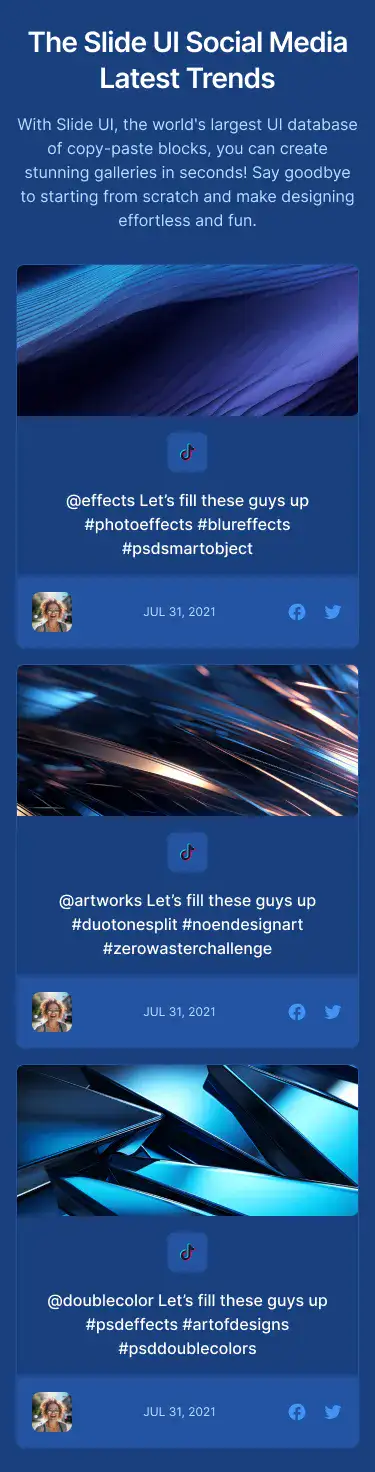 The Slide UI Social Media
Latest Trends
With Slide UI, the world's largest UI database
of copy-paste blocks, you can create
stunning galleries in seconds! Say goodbye
to starting from scratch and make designing
effortless and fun.
@effects Let’s fill these guys up
#photoeffects #blureffects
#psdsmartobject
JUL 31, 2021
@artworks Let’s fill these guys up
#duotonesplit #noendesignart
#zerowasterchallenge
JUL 31, 2021
@doublecolor Let’s fill these guys up
#psdeffects #artofdesigns
#psddoublecolors
JUL 31, 2021